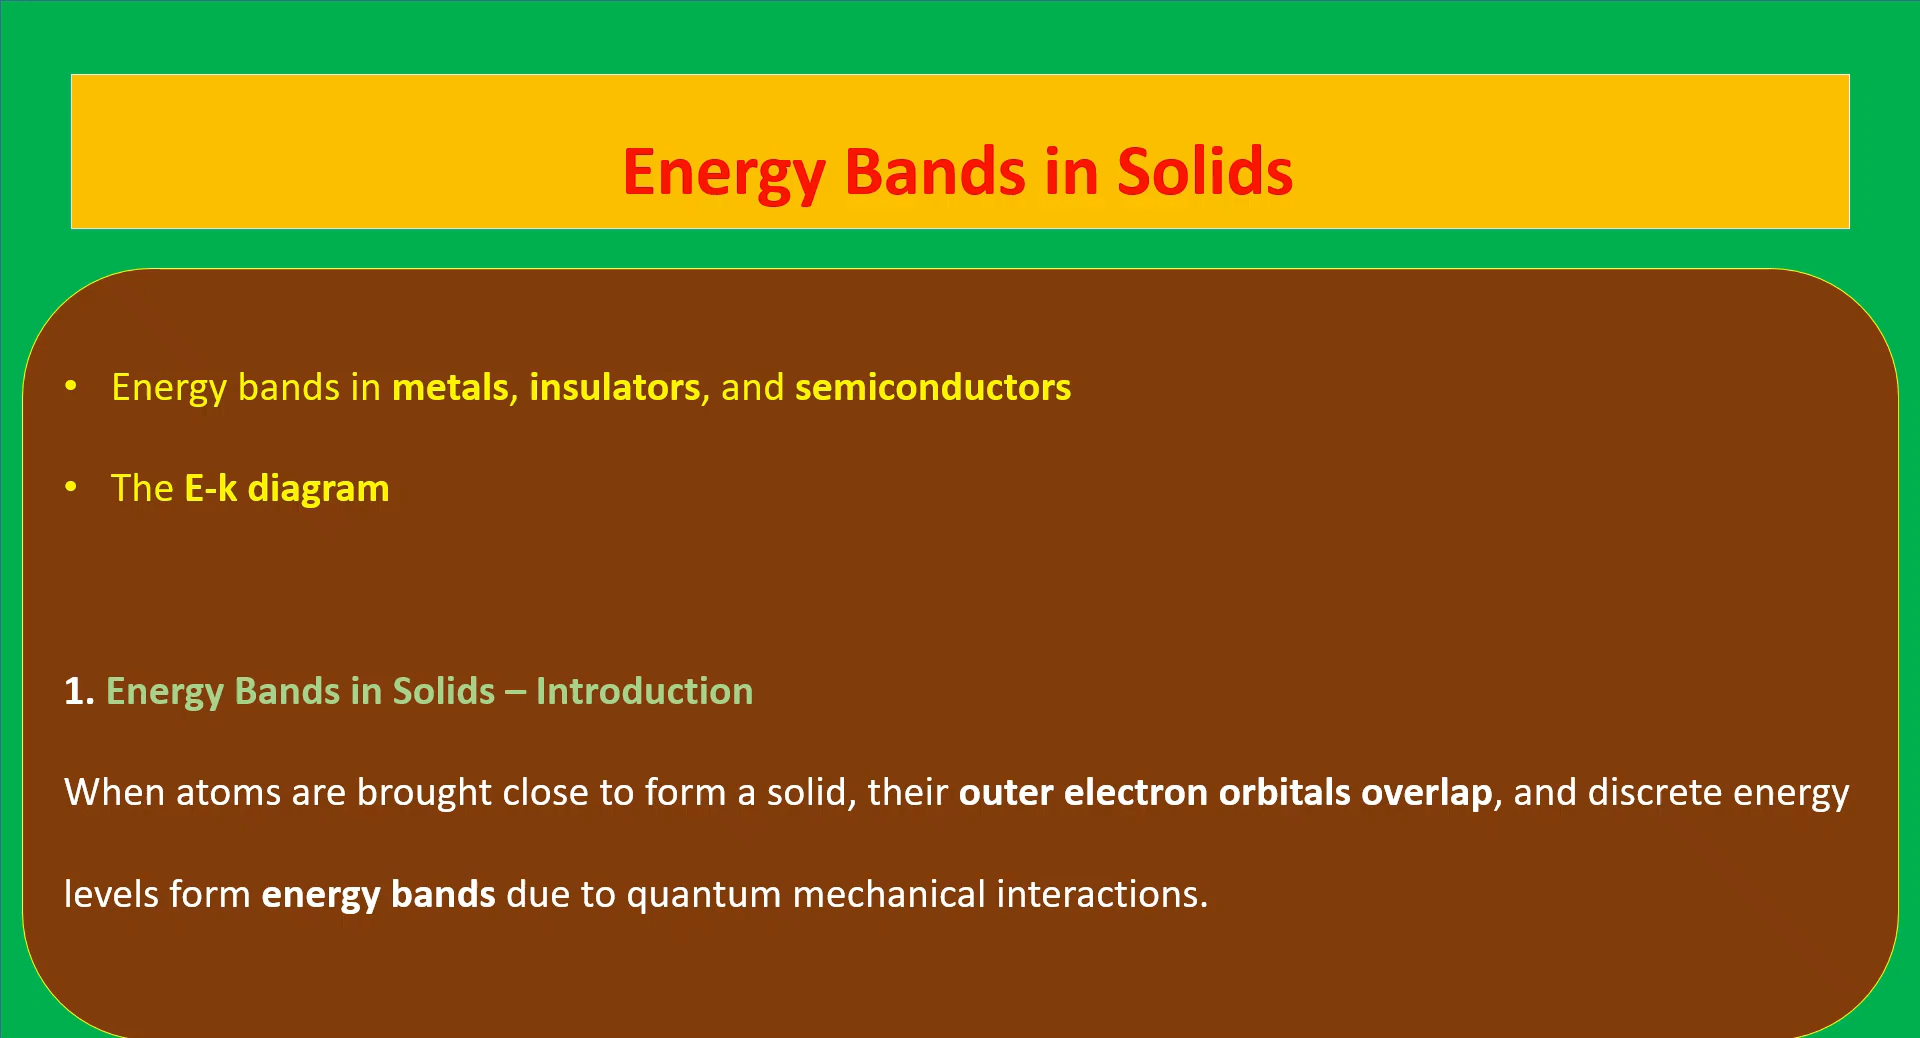 Energy Bands in Solids
• Energy bands in metals, insulators, and semiconductors
• The E-k diagram
1. Energy Bands in Solids – Introduction
When atoms are brought close to form a solid, their outer electron orbitals overlap, and discrete energy
levels form energy bands due to quantum mechanical interactions.